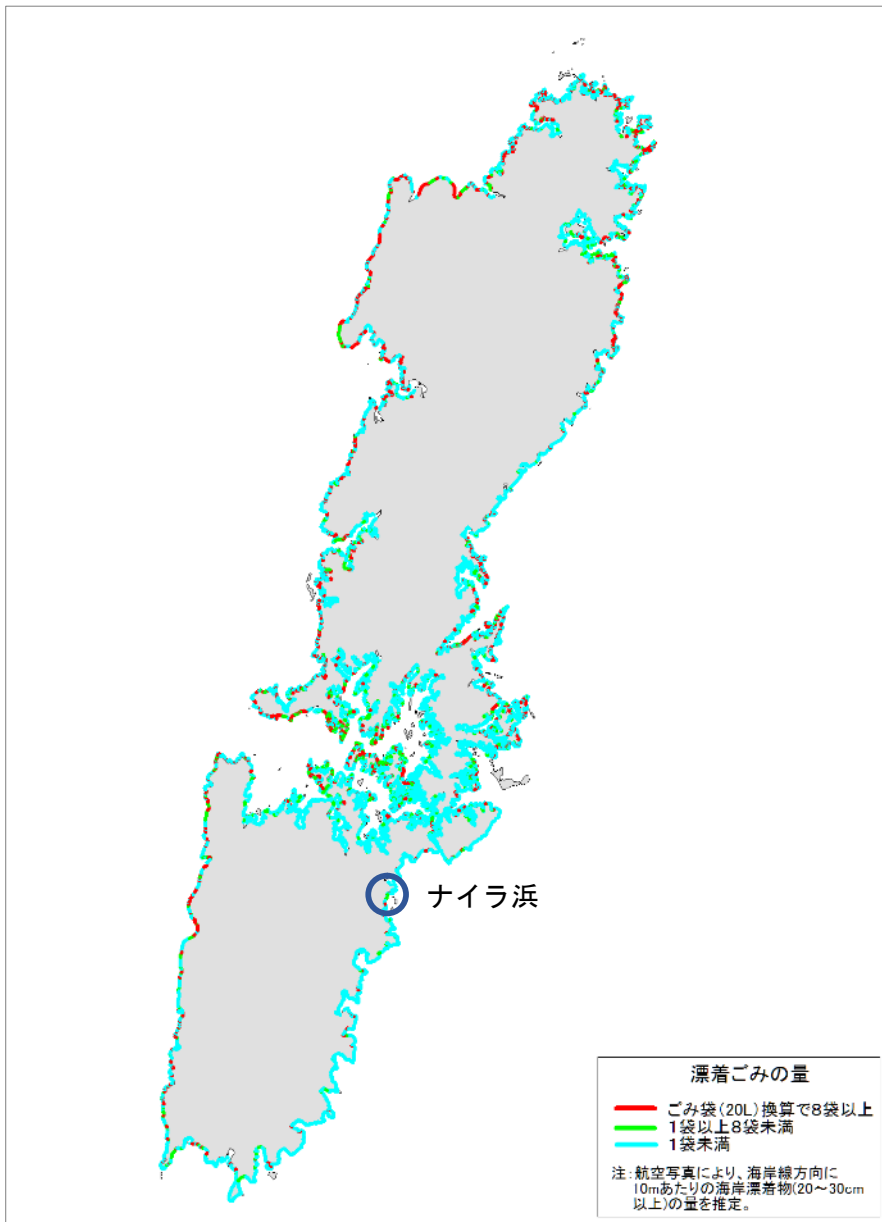 ナイラ浜
漂着ごみの量
ごみ袋(20L)換算で8袋以上
1袋以上8袋未満
1袋未満
注:航空写真により、海岸線方向に
10mあたりの海岸漂着物(20～30cm
以上)の量を推定。